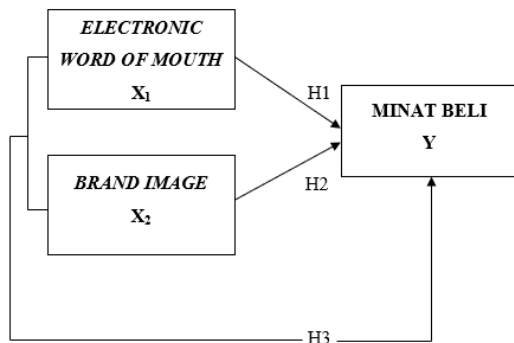 ELECTRONIC
WORD OF MOUTH
X₁
H1
MINAT BELI
Y
BRAND IMAGE
X₂
H2
H3